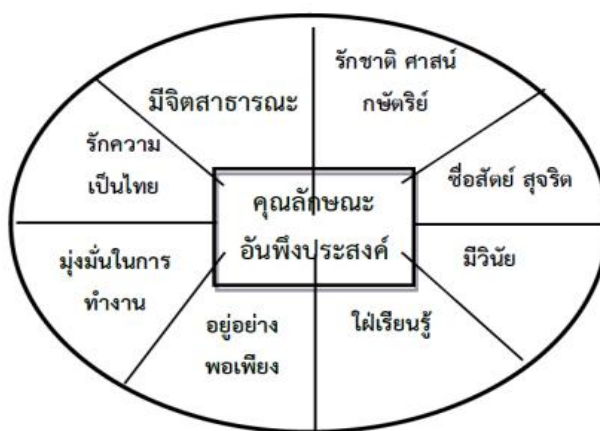 คุณลักษณะ
อันพึงประสงค์
รักชาติ ศาสน์
กษัตริย์
ซื่อสัตย์ สุจริต
มีวินัย
ใฝ่เรียนรู้
อยู่อยาง
พอเพียง
มุ่งมั่นในการ
ทำงาน
รักความ
เป็นไทย
มีจิตสาธารณะ